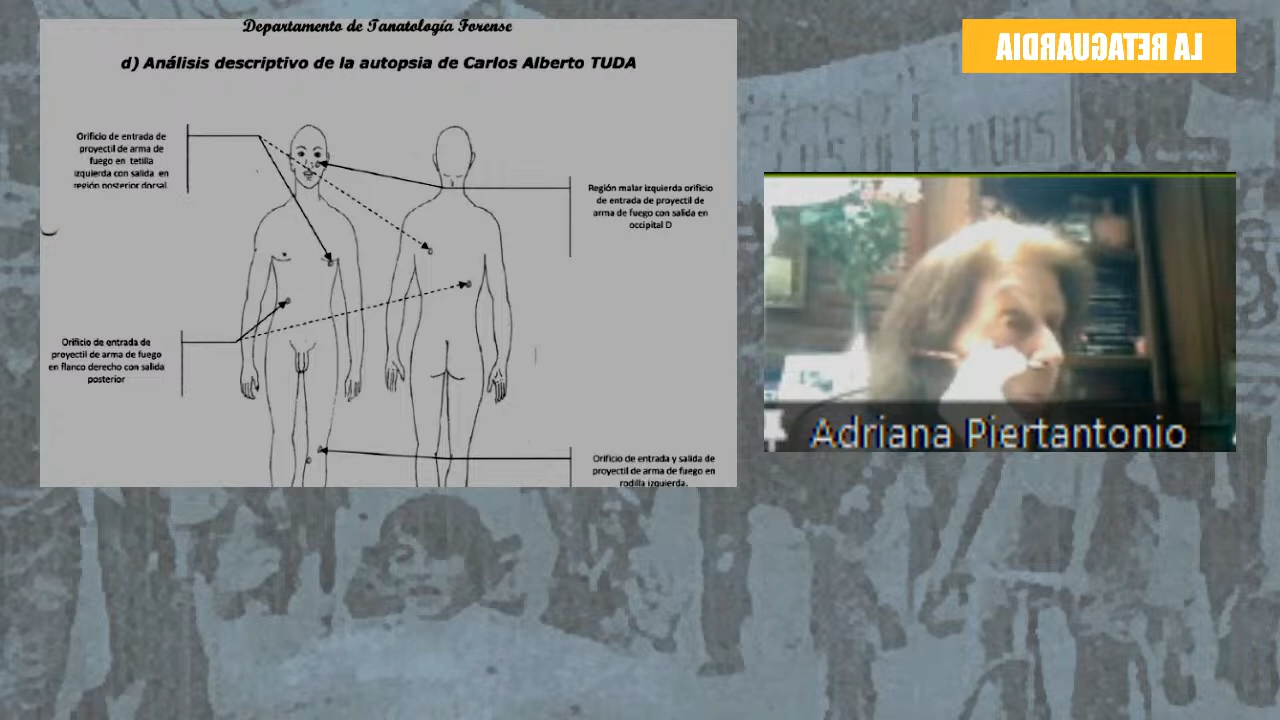 Departamento de Tanatología Forense
d) Análisis descriptivo de la autopsia de Carlos Alberto TUDA
Orificio de entrada de
proyectil de arma de
fuego en tetilla
izquierda con salida en
región posterior dorsal
Región malar izquierda orificio
de entrada de proyectil de
arma de fuego con salida en
occipital D
Orificio de entrada de
proyectil de arma de fuego
en flanco derecho con salida
posterior
Orificio de entrada y salida de
proyectil de arma de fuego en
rodilla izquierda.
LA RETAGUARDIA
Adriana Piertantonio